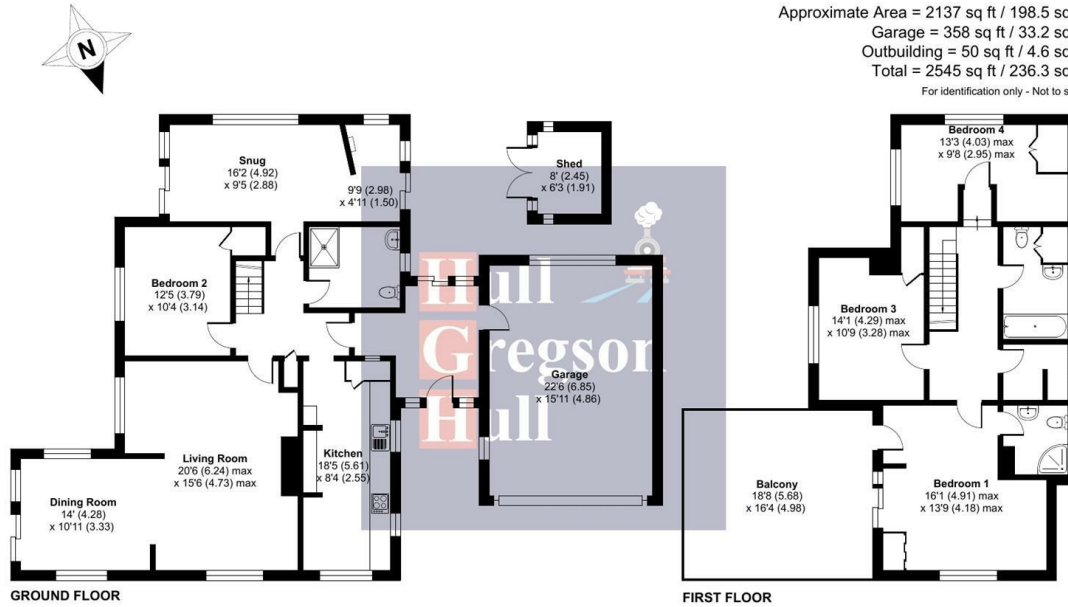 Approximate Area = 2137 sq ft / 198.5 sq
Garage = 358 sq ft / 33.2 sq
Outbuilding = 50 sq ft / 4.6 sq
Total = 2545 sq ft / 236.3 sq
For identification only - Not to s
N
Snug
16'2 (4.92)
x 9'5 (2.88)
9'9 (2.98)
x 4'11 (1.50)
Shed
8' (2.45)
x 6'3 (1.91)
Bedroom 4
13'3 (4.03) max
x 9'8 (2.95) max
Bedroom 2
12'5 (3.79)
x 10'4 (3.14)
Bedroom 3
14'1 (4.29) max
x 10'9 (3.28) max
Hull
Gregson
Hull
Garage
22'6 (6.85)
x 15'11 (4.86)
Living Room
20'6 (6.24) max
x 15'6 (4.73) max
Kitchen
18'5 (5.61)
x 8'4 (2.55)
Dining Room
14' (4.28)
x 10'11 (3.33)
Balcony
18'8 (5.68)
x 16'4 (4.98)
Bedroom 1
16'1 (4.91) max
x 13'9 (4.18) max
GROUND FLOOR
FIRST FLOOR